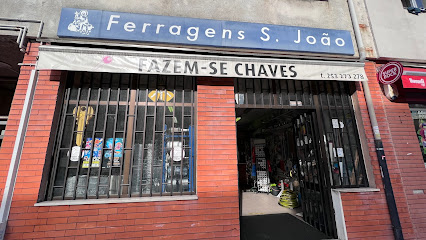 Ferragens S. João
FAZEM-SE CHAVES
t. 253 273 278